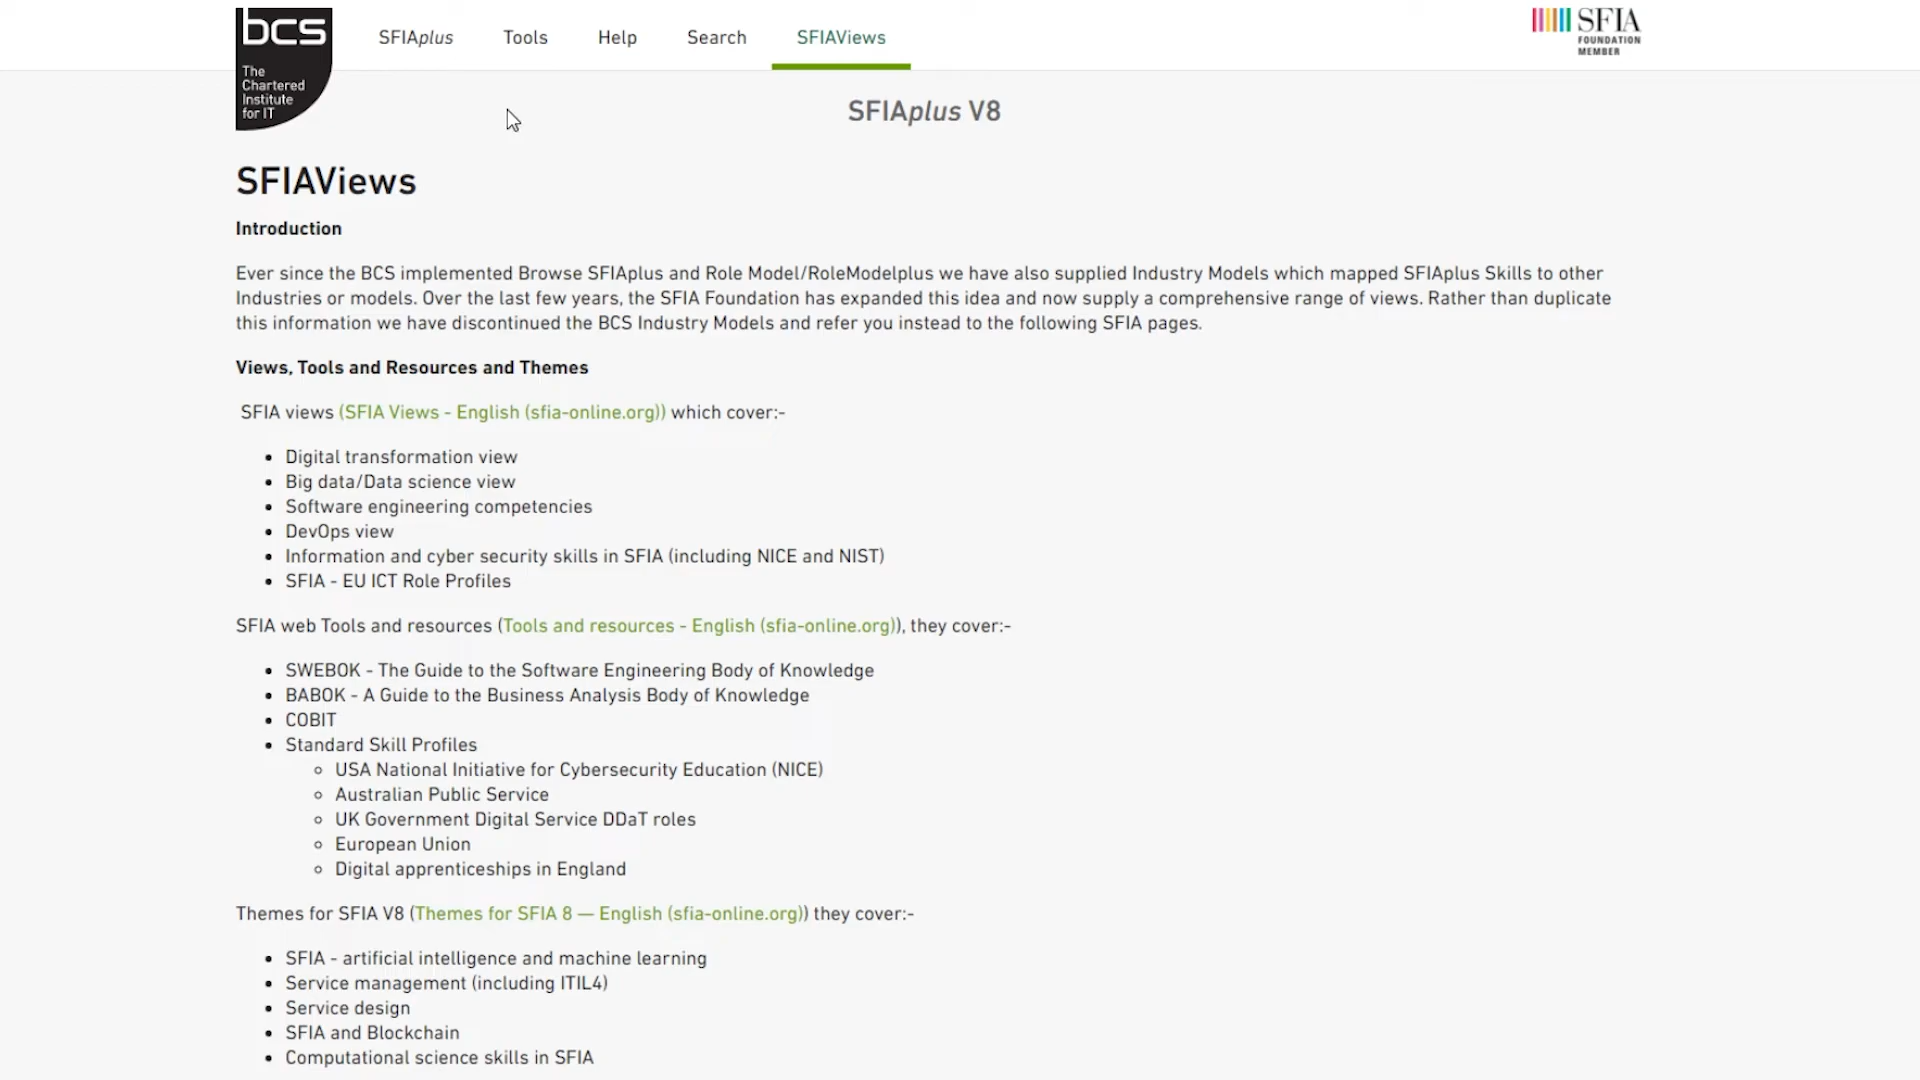 bcs
The
Chartered
Institute
for IT
SFIAplus
Tools
Help
Search
SFIAViews
SFIA
FOUNDATION
MEMBER
SFIAplus V8
SFIAViews
Introduction
Ever since the BCS implemented Browse SFIAplus and Role Model/RoleModelplus we have also supplied Industry Models which mapped SFIAplus Skills to other
Industries or models. Over the last few years, the SFIA Foundation has expanded this idea and now supply a comprehensive range of views. Rather than duplicate
this information we have discontinued the BCS Industry Models and refer you instead to the following SFIA pages.
Views, Tools and Resources and Themes
SFIA views (SFIA Views - English (sfia-online.org)) which cover:-
• Digital transformation view
• Big data/Data science view
• Software engineering competencies
• DevOps view
• Information and cyber security skills in SFIA (including NICE and NIST)
• SFIA - EU ICT Role Profiles
SFIA web Tools and resources (Tools and resources - English (sfia-online.org)), they cover:-
• SWEBOK - The Guide to the Software Engineering Body of Knowledge
• BABOK - A Guide to the Business Analysis Body of Knowledge
• COBIT
• Standard Skill Profiles
◦ USA National Initiative for Cybersecurity Education (NICE)
◦ Australian Public Service
◦ UK Government Digital Service DDaT roles
◦ European Union
◦ Digital apprenticeships in England
Themes for SFIA V8 (Themes for SFIA 8 — English (sfia-online.org)) they cover:-
• SFIA - artificial intelligence and machine learning
• Service management (including ITIL4)
• Service design
• SFIA and Blockchain
• Computational science skills in SFIA